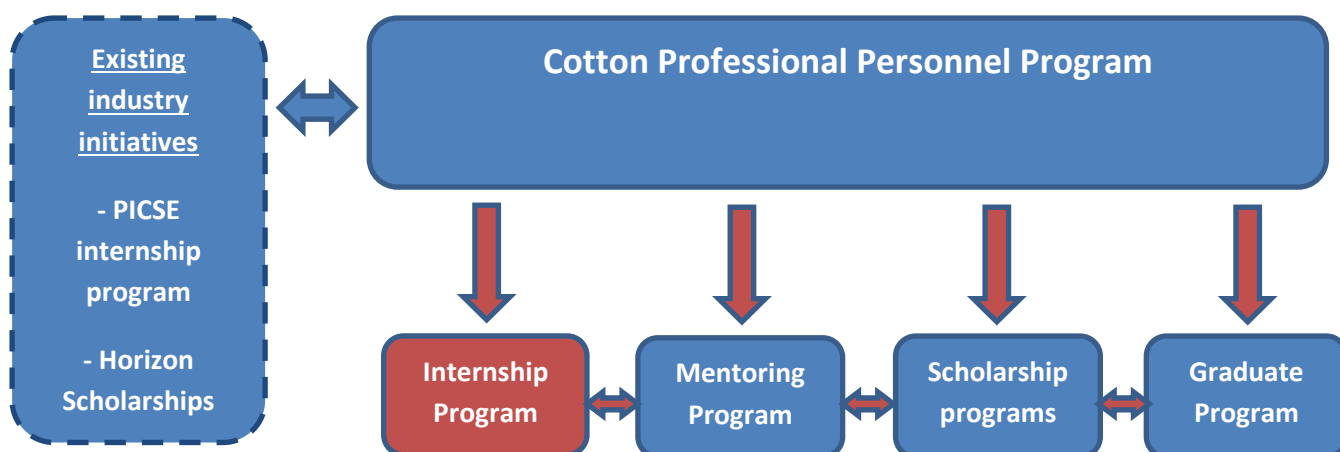 Existing
industry
initiatives
- PICSE
internship
program
- Horizon
Scholarships
Cotton Professional Personnel Program
Internship
Program
Mentoring
Program
Scholarship
programs
Graduate
Program